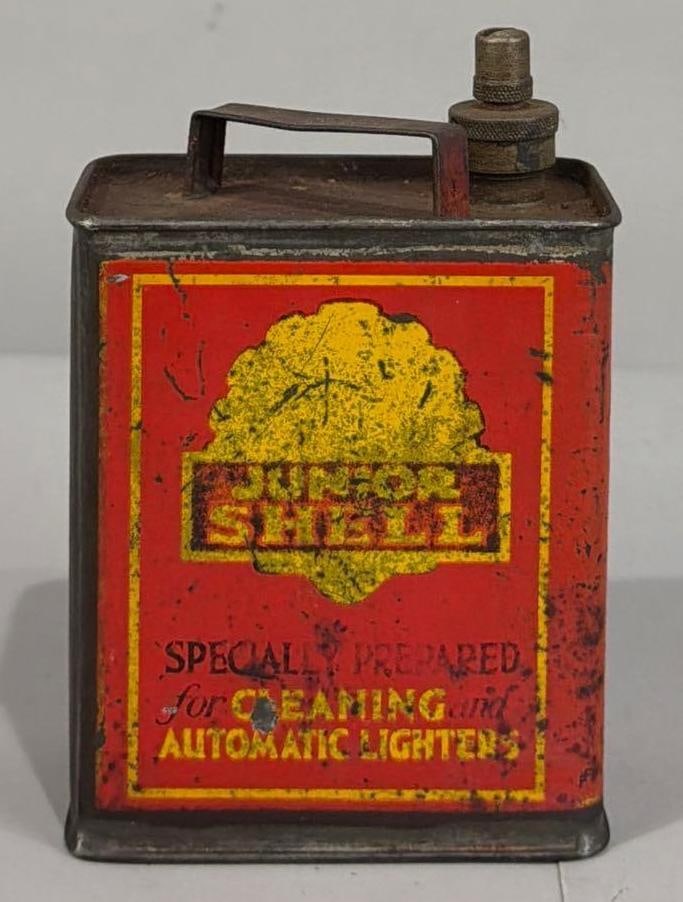 JUNIOR
SHELL
SPECIALLY PREPARED
for CLEANING and
AUTOMATIC LIGHTERS